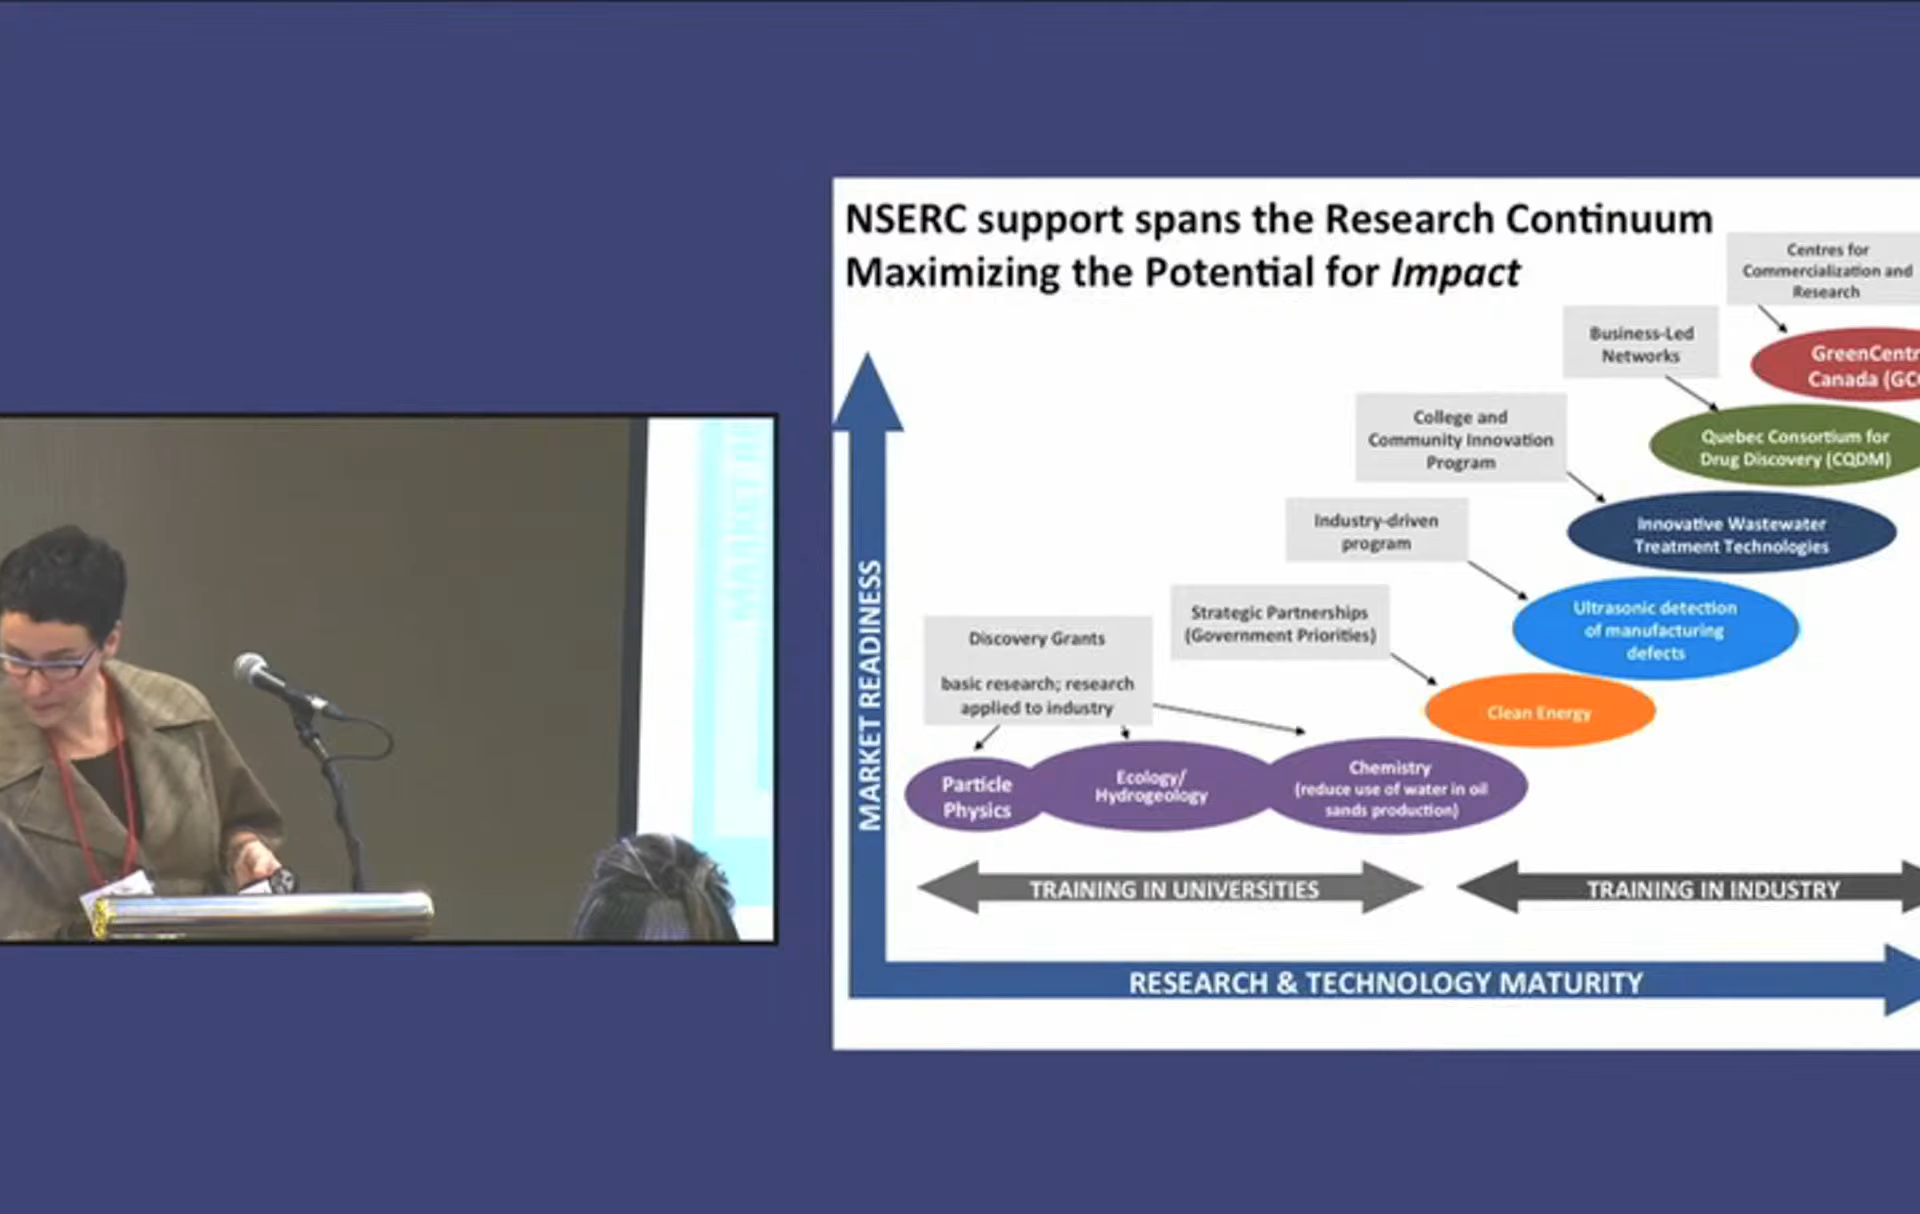 NSERC support spans the Research Continuum
Maximizing the Potential for Impact
Centres for
Commercialization and
Research
Business-Led
Networks
GreenCentr
Canada (GC
College and
Community Innovation
Program
Quebec Consortium for
Drug Discovery (CQDM)
Industry-driven
program
Innovative Wastewater
Treatment Technologies
Strategic Partnerships
(Government Priorities)
Ultrasonic detection
of manufacturing
defects
Discovery Grants
basic research; research
applied to industry
Clean Energy
Particle
Physics
Ecology/
Hydrogeology
Chemistry
(reduce use of water in oil
sands production)
MARKET READINESS
TRAINING IN UNIVERSITIES
TRAINING IN INDUSTRY
RESEARCH & TECHNOLOGY MATURITY